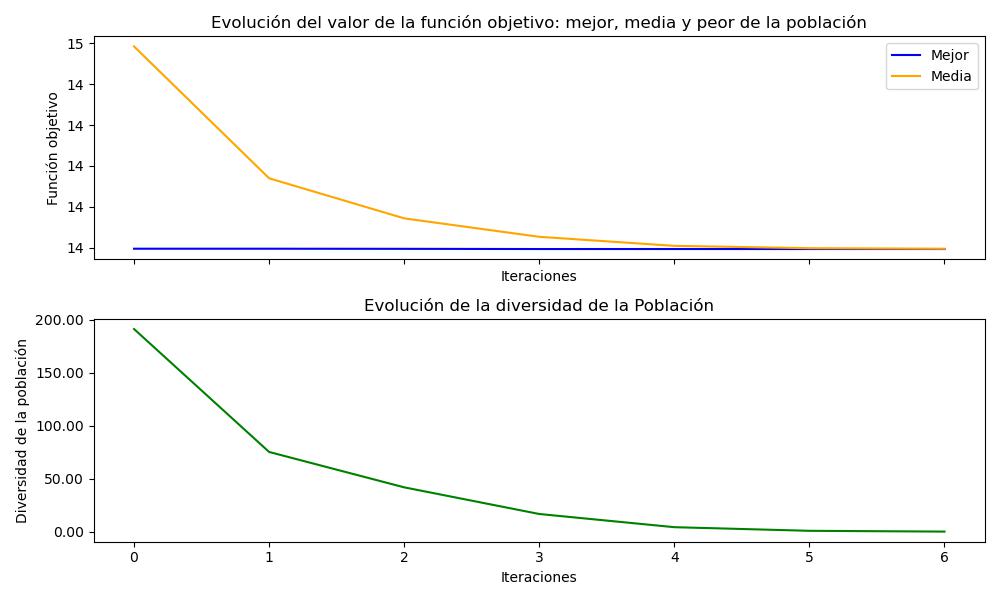 Evolución del valor de la función objetivo: mejor, media y peor de la población
15
14
14
14
14
14
Función objetivo
Mejor
Media
Iteraciones
Evolución de la diversidad de la Población
200.00
150.00
100.00
50.00
0.00
Diversidad de la población
0 1 2 3 4 5 6
Iteraciones